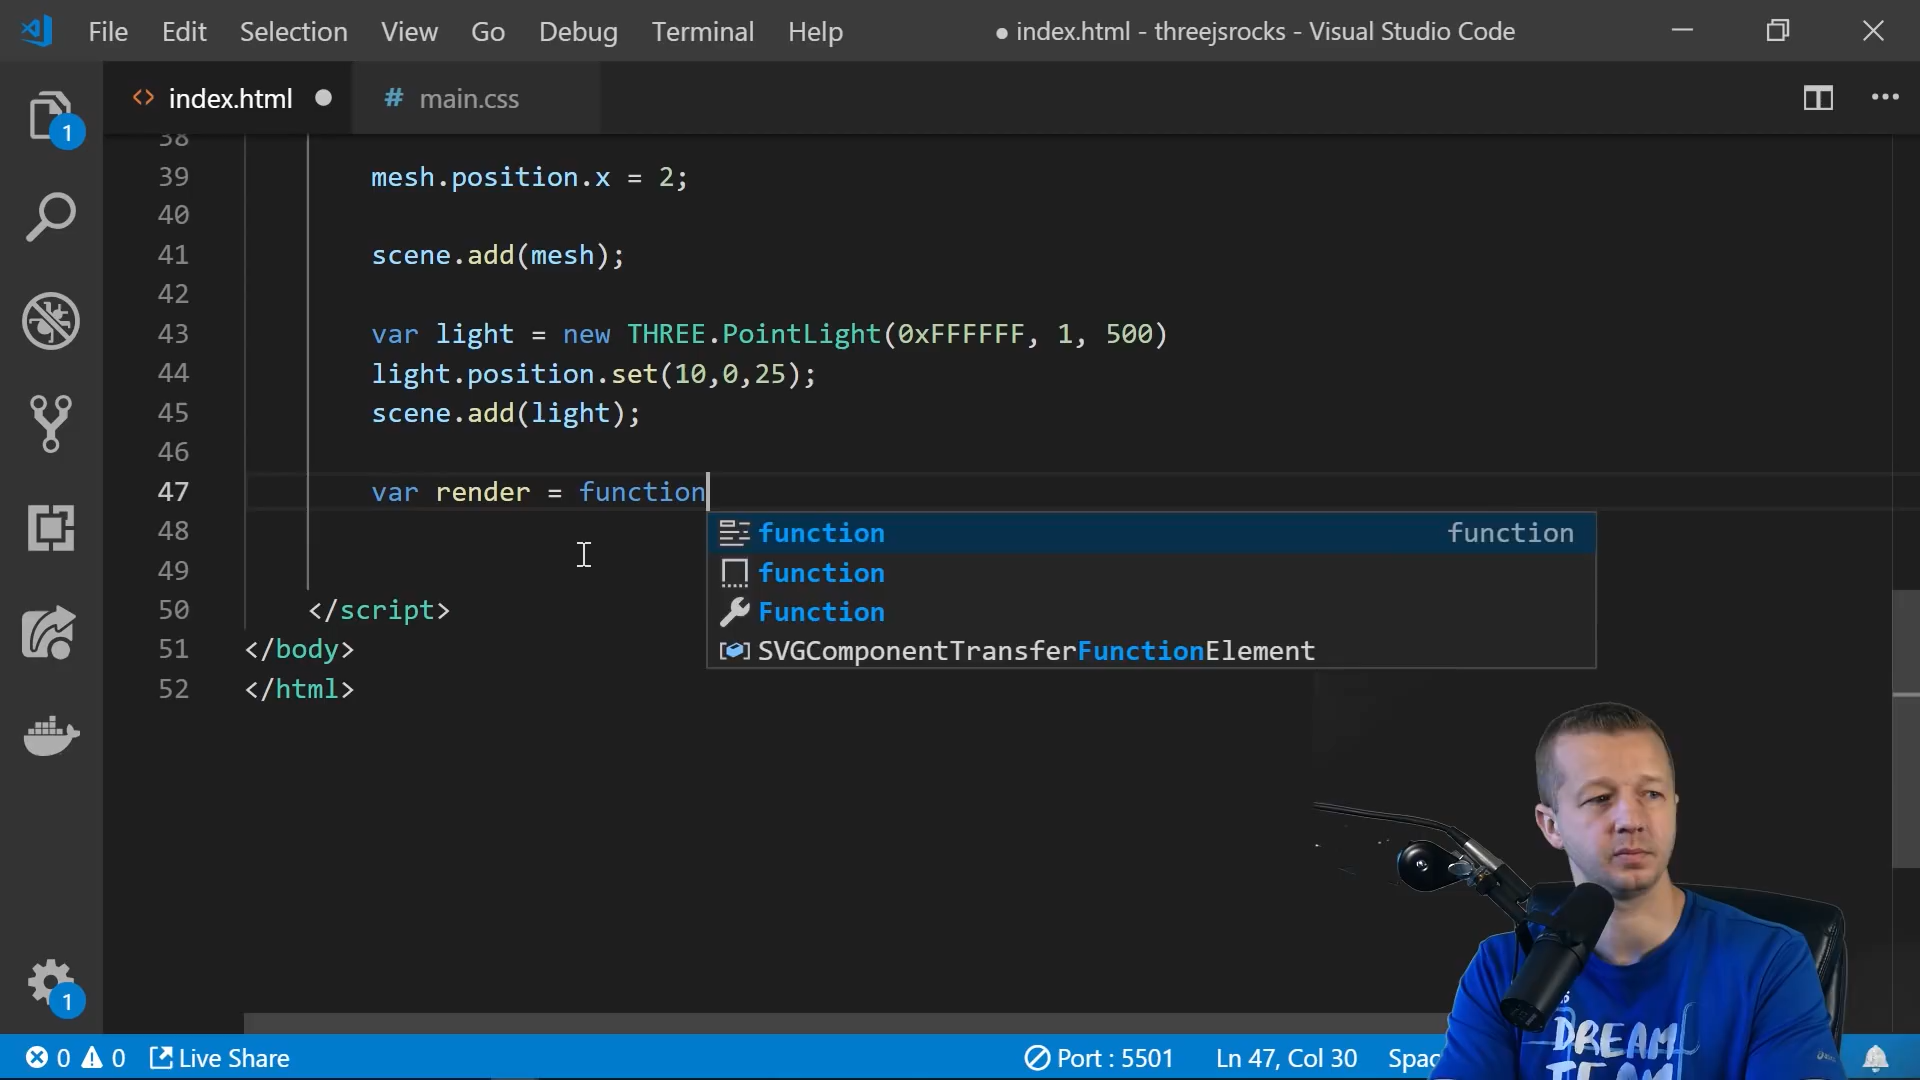 File Edit Selection View Go Debug Terminal Help ● index.html - threejsrocks - Visual Studio Code
index.html ● # main.css
1
38
39 mesh.position.x = 2;
40
41 scene.add(mesh);
42
43 var light = new THREE.PointLight(0xFFFFFF, 1, 500)
44 light.position.set(10,0,25);
45 scene.add(light);
46
47 var render = function
function function
48
function
49
Function
50 </script>
SVGComponentTransferFunctionElement
51 </body>
52 </html>
1
DREAM
TEAM
0 0 Live Share Port : 5501 Ln 47, Col 30 Spac